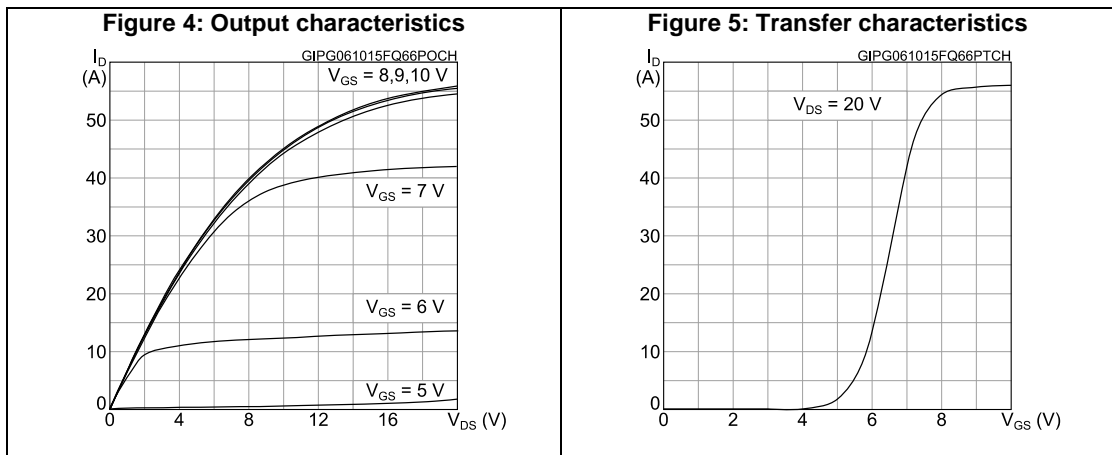 Figure 4: Output characteristics
GIPG061015FQ66POCH
I_D
(A)
V_GS = 8,9,10 V
50
V_GS = 7 V
40
30
20
V_GS = 6 V
10
V_GS = 5 V
0
0 4 8 12 16 V_DS (V)
Figure 5: Transfer characteristics
GIPG061015FQ66PTCH
I_D
(A)
V_DS = 20 V
50
40
30
20
10
0
0 2 4 6 8 V_GS (V)